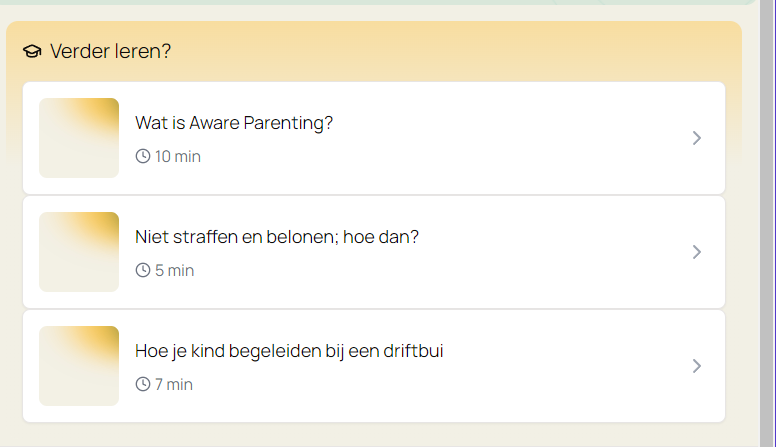 Verder leren?
Wat is Aware Parenting?
10 min
Niet straffen en belonen; hoe dan?
5 min
Hoe je kind begeleiden bij een driftbui
7 min